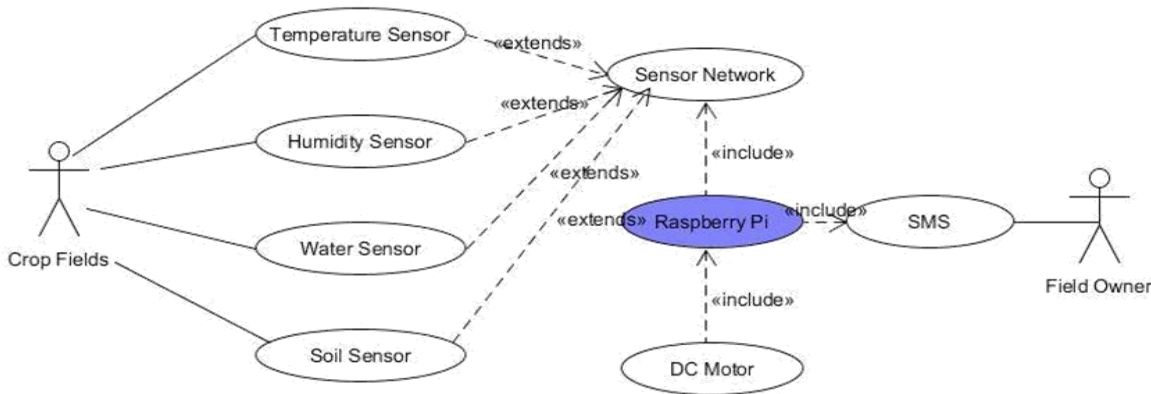 Temperature Sensor
«extends»
Sensor Network
«extends»
Humidity Sensor
«include»
«extends»
Crop Fields
Water Sensor
«extends»
Raspberry Pi
«include»
SMS
Field Owner
«include»
Soil Sensor
DC Motor